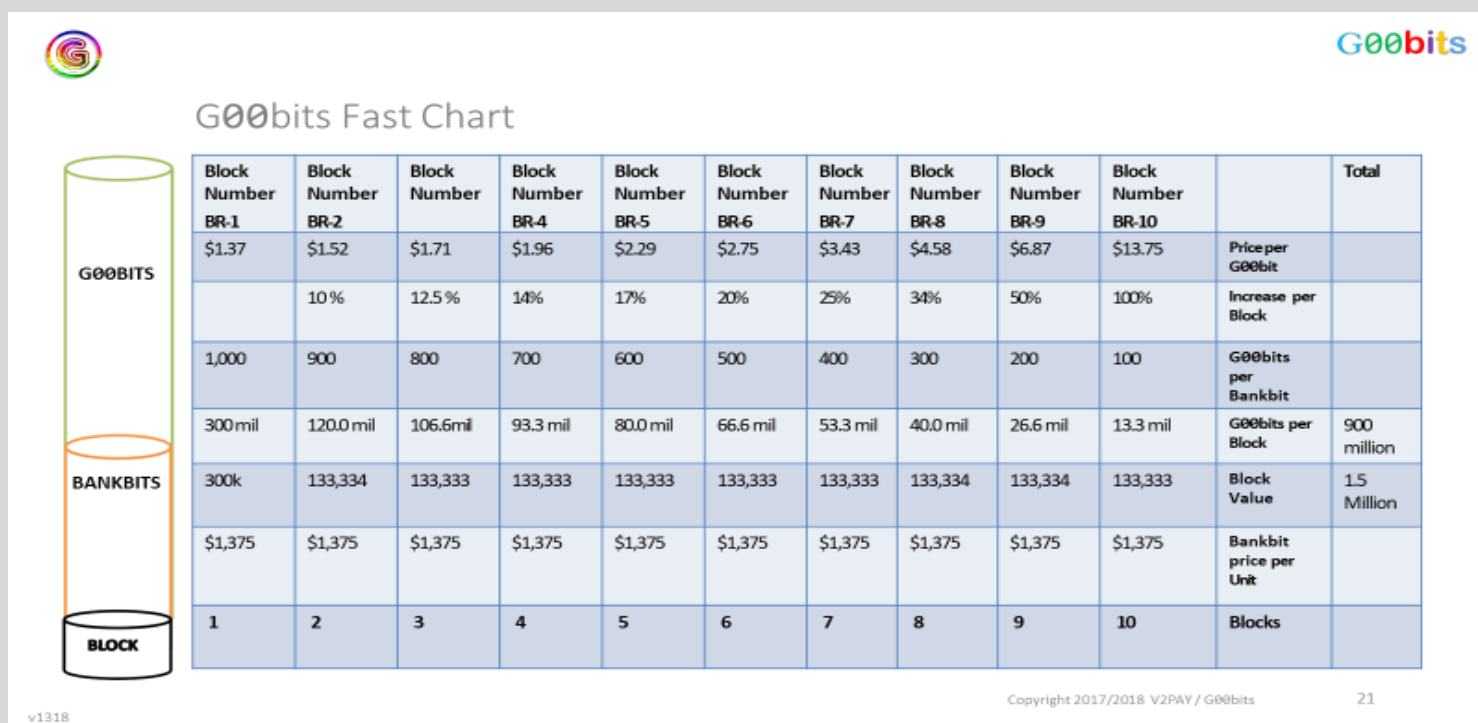 G
G00bits
G00bits Fast Chart
G00BITS
BANKBITS
BLOCK
Block Number BR-1 Block Number BR-2 Block Number Block Number BR-4 Block Number BR-5 Block Number BR-6 Block Number BR-7 Block Number BR-8 Block Number BR-9 Block Number BR-10 Total
$1.37 $1.52 $1.71 $1.96 $2.29 $2.75 $3.43 $4.58 $6.87 $13.75 Price per G00bit
10 % 12.5 % 14% 17% 20% 25% 34% 50% 100% Increase per Block
1,000 900 800 700 600 500 400 300 200 100 G00bits per Bankbit
300 mil 120.0 mil 106.6mil 93.3 mil 80.0 mil 66.6 mil 53.3 mil 40.0 mil 26.6 mil 13.3 mil G00bits per Block 900 million
300k 133,334 133,333 133,333 133,333 133,333 133,333 133,334 133,334 133,333 Block Value 1.5 Million
$1,375 $1,375 $1,375 $1,375 $1,375 $1,375 $1,375 $1,375 $1,375 $1,375 Bankbit price per Unit
1 2 3 4 5 6 7 8 9 10 Blocks
Copyright 2017/2018 V2PAY / G00bits 21
v1318